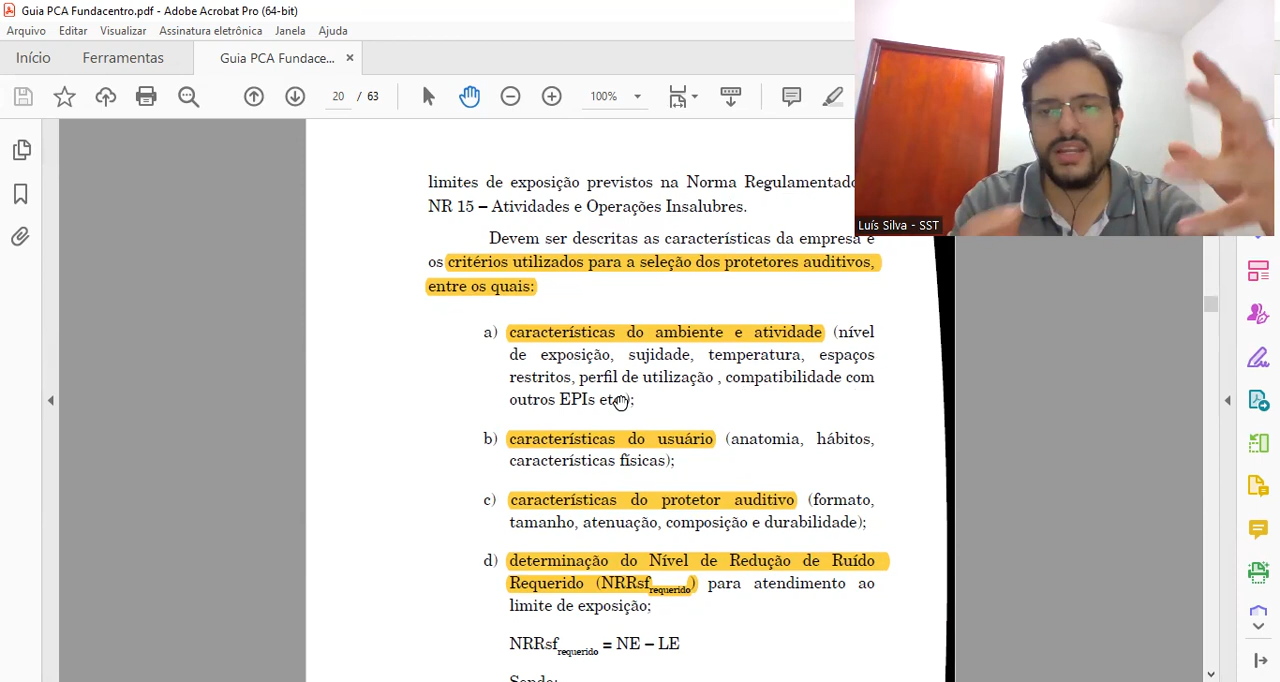 Guia PCA Fundacentro.pdf - Adobe Acrobat Pro (64-bit)
Arquivo Editar Visualizar Assinatura eletrônica Janela Ajuda
Início Ferramentas Guia PCA Fundace... ×
20 / 63 100%
limites de exposição previstos na Norma
NR 15 – Atividades e Operações Insalubres.
Devem ser descritas as características da empresa e
os critérios utilizados para a seleção dos protetores auditivos,
entre os quais:
a) características do ambiente e atividade (nível
de exposição, sujidade, temperatura, espaços
restritos, perfil de utilização , compatibilidade com
outros EPIs
b) características do usuário (anatomia, hábitos,
características físicas);
c) características do protetor auditivo (formato,
tamanho, atenuação, composição e durabilidade);
d) determinação do Nível de Redução de Ruído
Requerido (NRRsf requerido) para atendimento ao
limite de exposição;
NRRsf requerido = NE – LE
Luís Silva - SST